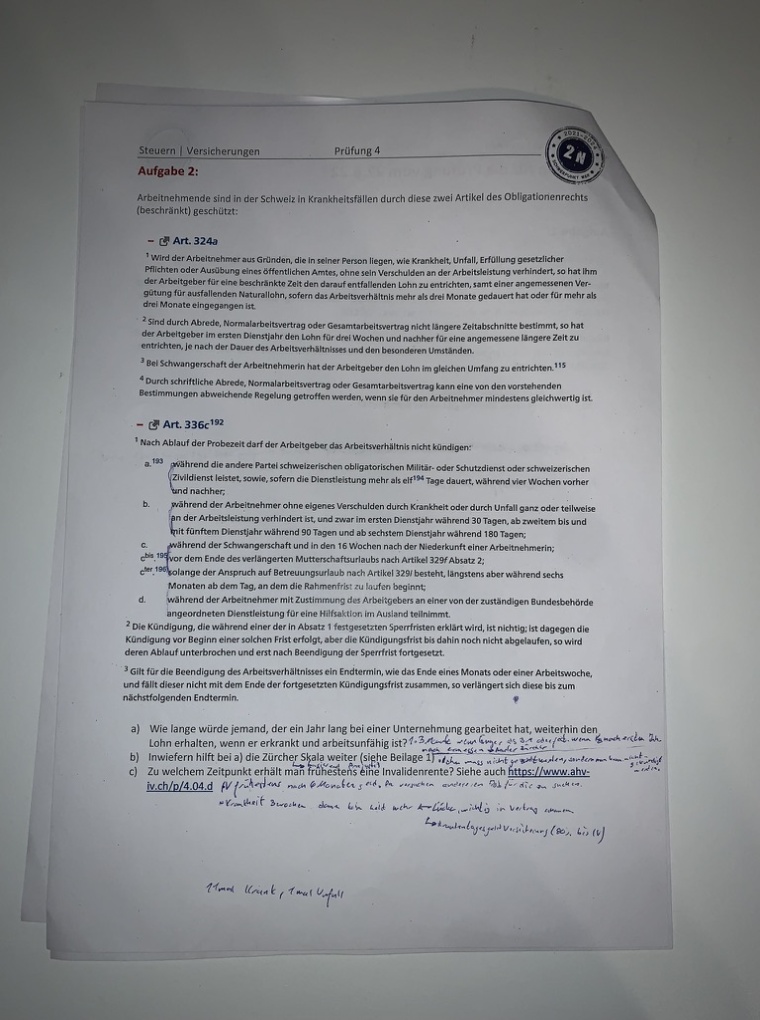 Steuern | Versicherungen Prüfung 4
2021-2024
2N
Aufgabe 2:
Arbeitnehmende sind in der Schweiz in Krankheitsfällen durch diese zwei Artikel des Obligationenrechts
(beschränkt) geschützt:
– Art. 324a
1 Wird der Arbeitnehmer aus Gründen, die in seiner Person liegen, wie Krankheit, Unfall, Erfüllung gesetzlicher
Pflichten oder Ausübung eines öffentlichen Amtes, ohne sein Verschulden an der Arbeitsleistung verhindert, so hat ihm
der Arbeitgeber für eine beschränkte Zeit den darauf entfallenden Lohn zu entrichten, samt einer angemessenen Ver-
gütung für ausfallenden Naturallohn, sofern das Arbeitsverhältnis mehr als drei Monate gedauert hat oder für mehr als
drei Monate eingegangen ist.
2 Sind durch Abrede, Normalarbeitsvertrag oder Gesamtarbeitsvertrag nicht längere Zeitabschnitte bestimmt, so hat
der Arbeitgeber im ersten Dienstjahr den Lohn für drei Wochen und nachher für eine angemessene längere Zeit zu
entrichten, je nach der Dauer des Arbeitsverhältnisses und den besonderen Umständen.
3 Bei Schwangerschaft der Arbeitnehmerin hat der Arbeitgeber den Lohn im gleichen Umfang zu entrichten.115
4 Durch schriftliche Abrede, Normalarbeitsvertrag oder Gesamtarbeitsvertrag kann eine von den vorstehenden
Bestimmungen abweichende Regelung getroffen werden, wenn sie für den Arbeitnehmer mindestens gleichwertig ist.
– Art. 336c192
1 Nach Ablauf der Probezeit darf der Arbeitgeber das Arbeitsverhältnis nicht kündigen:
a.193 während die andere Partei schweizerischen obligatorischen Militär- oder Schutzdienst oder schweizerischen
Zivildienst leistet, sowie, sofern die Dienstleistung mehr als elf194 Tage dauert, während vier Wochen vorher
und nachher;
b. während der Arbeitnehmer ohne eigenes Verschulden durch Krankheit oder durch Unfall ganz oder teilweise
an der Arbeitsleistung verhindert ist, und zwar im ersten Dienstjahr während 30 Tagen, ab zweitem bis und
mit fünftem Dienstjahr während 90 Tagen und ab sechstem Dienstjahr während 180 Tagen;
c. während der Schwangerschaft und in den 16 Wochen nach der Niederkunft einer Arbeitnehmerin;
cbis 195 vor dem Ende des verlängerten Mutterschaftsurlaubs nach Artikel 329f Absatz 2;
cter 196 solange der Anspruch auf Betreuungsurlaub nach Artikel 329i besteht, längstens aber während sechs
Monaten ab dem Tag, an dem die Rahmenfrist zu laufen beginnt;
d. während der Arbeitnehmer mit Zustimmung des Arbeitgebers an einer von der zuständigen Bundesbehörde
angeordneten Dienstleistung für eine Hilfsaktion im Ausland teilnimmt.
2 Die Kündigung, die während einer der in Absatz 1 festgesetzten Sperrfristen erklärt wird, ist nichtig; ist dagegen die
Kündigung vor Beginn einer solchen Frist erfolgt, aber die Kündigungsfrist bis dahin noch nicht abgelaufen, so wird
deren Ablauf unterbrochen und erst nach Beendigung der Sperrfrist fortgesetzt.
3 Gilt für die Beendigung des Arbeitsverhältnisses ein Endtermin, wie das Ende eines Monats oder einer Arbeitswoche,
und fällt dieser nicht mit dem Ende der fortgesetzten Kündigungsfrist zusammen, so verlängert sich diese bis zum
nächstfolgenden Endtermin.
a) Wie lange würde jemand, der ein Jahr lang bei einer Unternehmung gearbeitet hat, weiterhin den
Lohn erhalten, wenn er erkrankt und arbeitsunfähig ist?
b) Inwiefern hilft bei a) die Zürcher Skala weiter (siehe Beilage 1)
c) Zu welchem Zeitpunkt erhält man frühestens eine Invalidenrente? Siehe auch https://www.ahv-
iv.ch/p/4.04.d
Krankheit 3 wochen
1 mal Krank, 1 mal Unfall